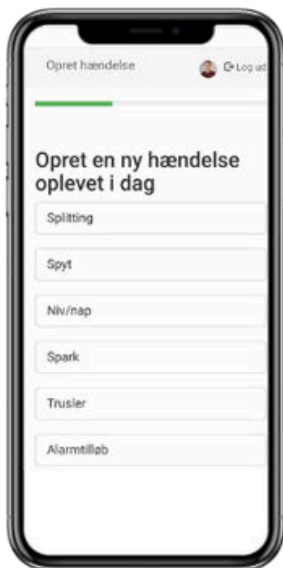 Opret hændelse
Log ud
Opret en ny hændelse
oplevet i dag
Splitting
Spyt
Niv/nap
Spark
Trusler
Alarmtilløb